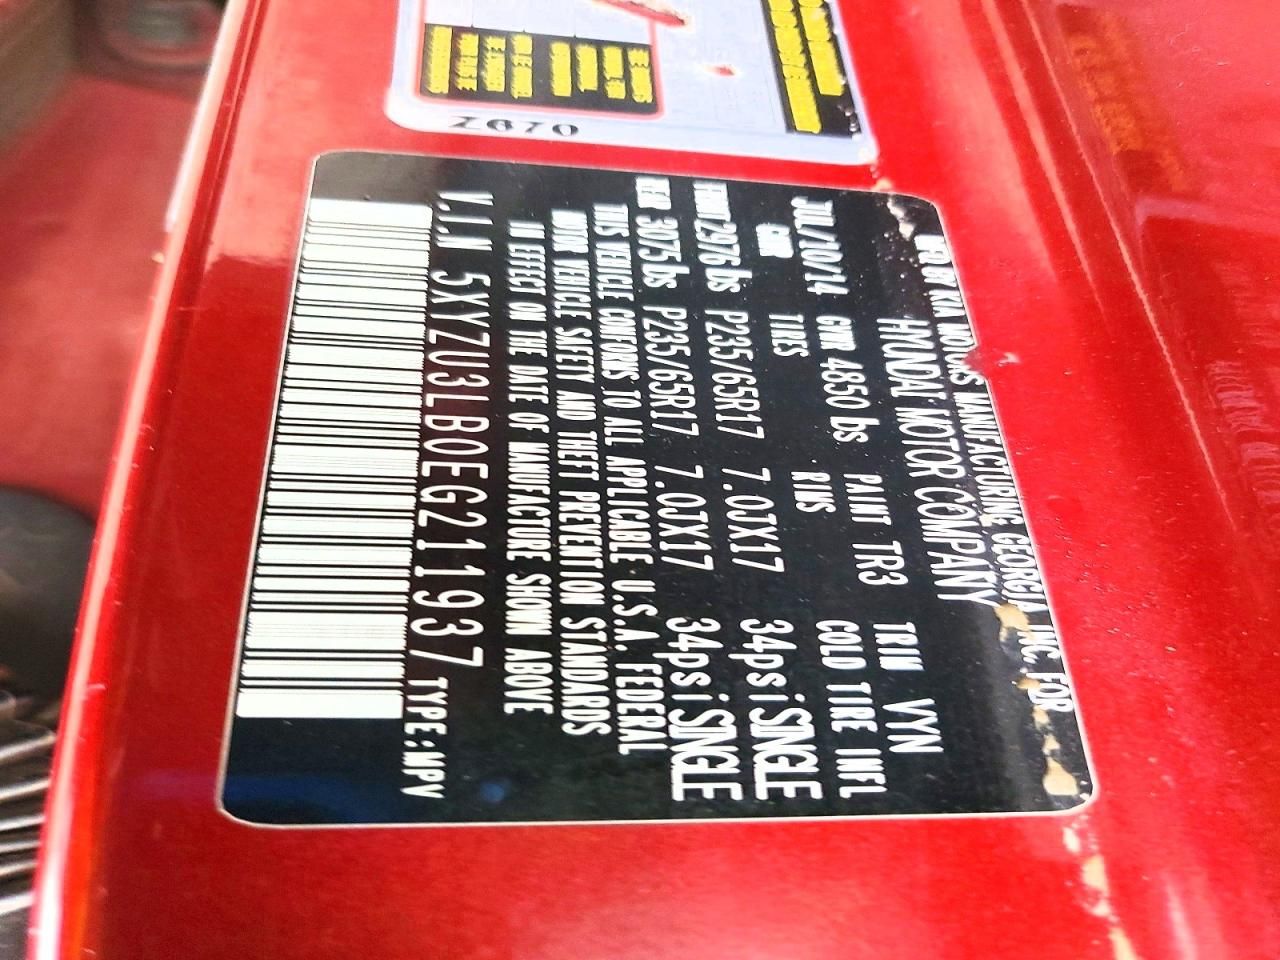 Z670
MFD BY KIA MOTORS MANUFACTURING GEORGIA INC. FOR
HYUNDAI MOTOR COMPANY
JUL/10/14 GVWR 4850 lbs PAINT TR3 TRIM VYN
GAWR TIRES RIMS COLD TIRE INFL
FRNT 2976 lbs P235/65R17 7.0JX17 34psi SINGLE
RER 3075 lbs P235/65R17 7.0JX17 34psi SINGLE
THIS VEHICLE CONFORMS TO ALL APPLICABLE U.S.A. FEDERAL
MOTOR VEHICLE SAFETY AND THEFT PREVENTION STANDARDS
IN EFFECT ON THE DATE OF MANUFACTURE SHOWN ABOVE
V.I.N 5XYZU3LB0EG211937 TYPE:MPV